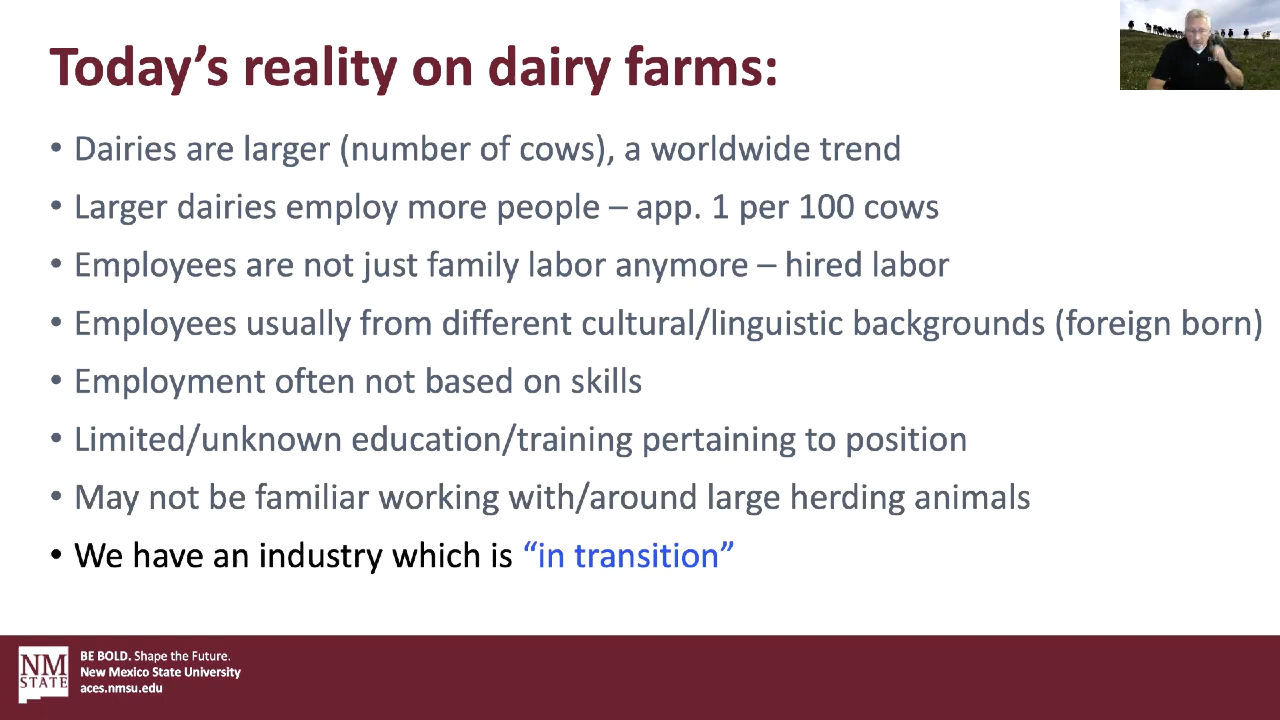 Today's reality on dairy farms:
• Dairies are larger (number of cows), a worldwide trend
• Larger dairies employ more people – app. 1 per 100 cows
• Employees are not just family labor anymore – hired labor
• Employees usually from different cultural/linguistic backgrounds (foreign born)
• Employment often not based on skills
• Limited/unknown education/training pertaining to position
• May not be familiar working with/around large herding animals
• We have an industry which is “in transition”
NM
STATE
BE BOLD. Shape the Future.
New Mexico State University
aces.nmsu.edu